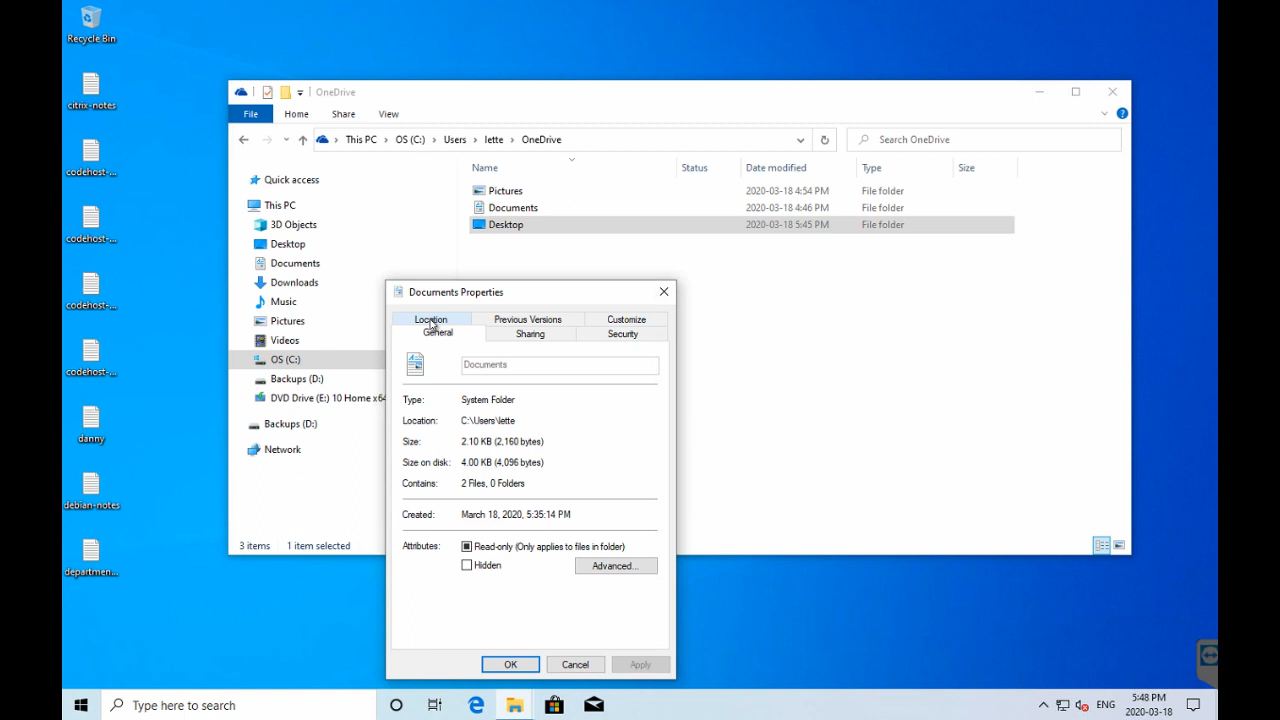 Recycle Bin
citrix-notes
codehost-...
codehost-...
codehost-...
codehost-...
danny
debian-notes
departmen...
OneDrive
File Home Share View
This PC OS (C:) Users lette OneDrive
Search OneDrive
Name Status Date modified Type Size
Pictures 2020-03-18 4:54 PM File folder
Documents 2020-03-18 4:46 PM File folder
Desktop 2020-03-18 5:45 PM File folder
Quick access
This PC
3D Objects
Desktop
Documents
Downloads
Music
Pictures
Videos
OS (C:)
Backups (D:)
DVD Drive (E:) 10 Home x64
Backups (D:)
Network
3 items 1 item selected
Documents Properties
Location Previous Versions Customize
General Sharing Security
Documents
Type: System Folder
Location: C:\Users\lette
Size: 2.10 KB (2,160 bytes)
Size on disk: 4.00 KB (4,096 bytes)
Contains: 2 Files, 0 Folders
Created: March 18, 2020, 5:35:14 PM
Attributes: Read-only (Only applies to files in folder)
Hidden Advanced...
OK Cancel Apply
Type here to search
ENG
5:48 PM
2020-03-18